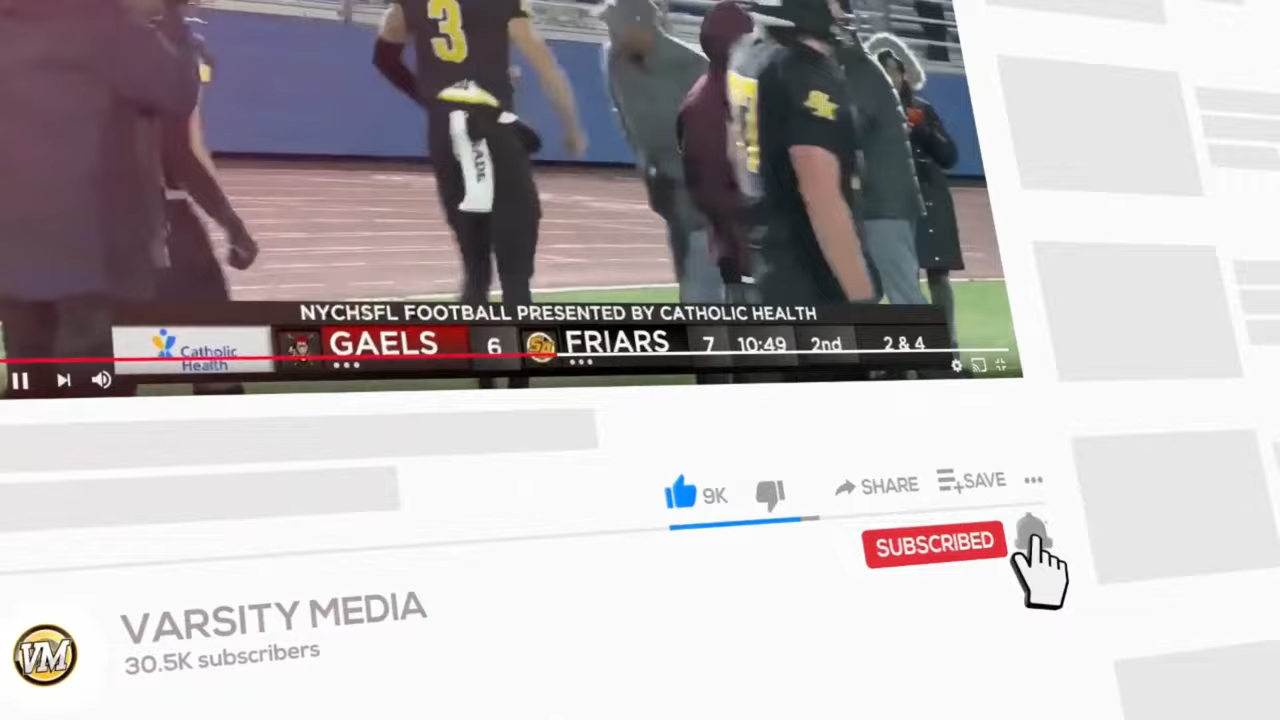 3
NYCHSFL FOOTBALL PRESENTED BY CATHOLIC HEALTH
Catholic Health GAELS 6 FRIARS 7 10:49 2nd 2 & 4
9K SHARE SAVE
SUBSCRIBED
VM VARSITY MEDIA
30.5K subscribers